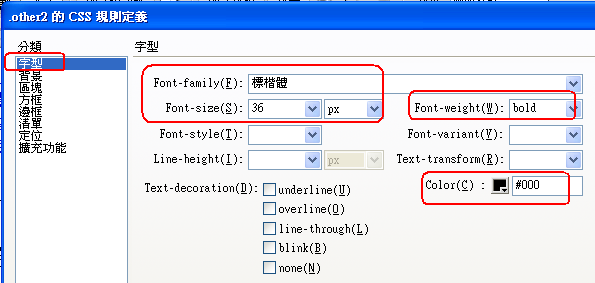 .other2 的 CSS 規則定義
分類
字型
背景
區塊
方框
邊框
清單
定位
擴充功能
字型
Font-family(F): 標楷體
Font-size(S): 36 px Font-weight(W): bold
Font-style(T): Font-variant(V):
Line-height(I): px Text-transform(R):
Text-decoration(D): underline(U) Color(C) : #000
overline(O)
line-through(L)
blink(B)
none(N)